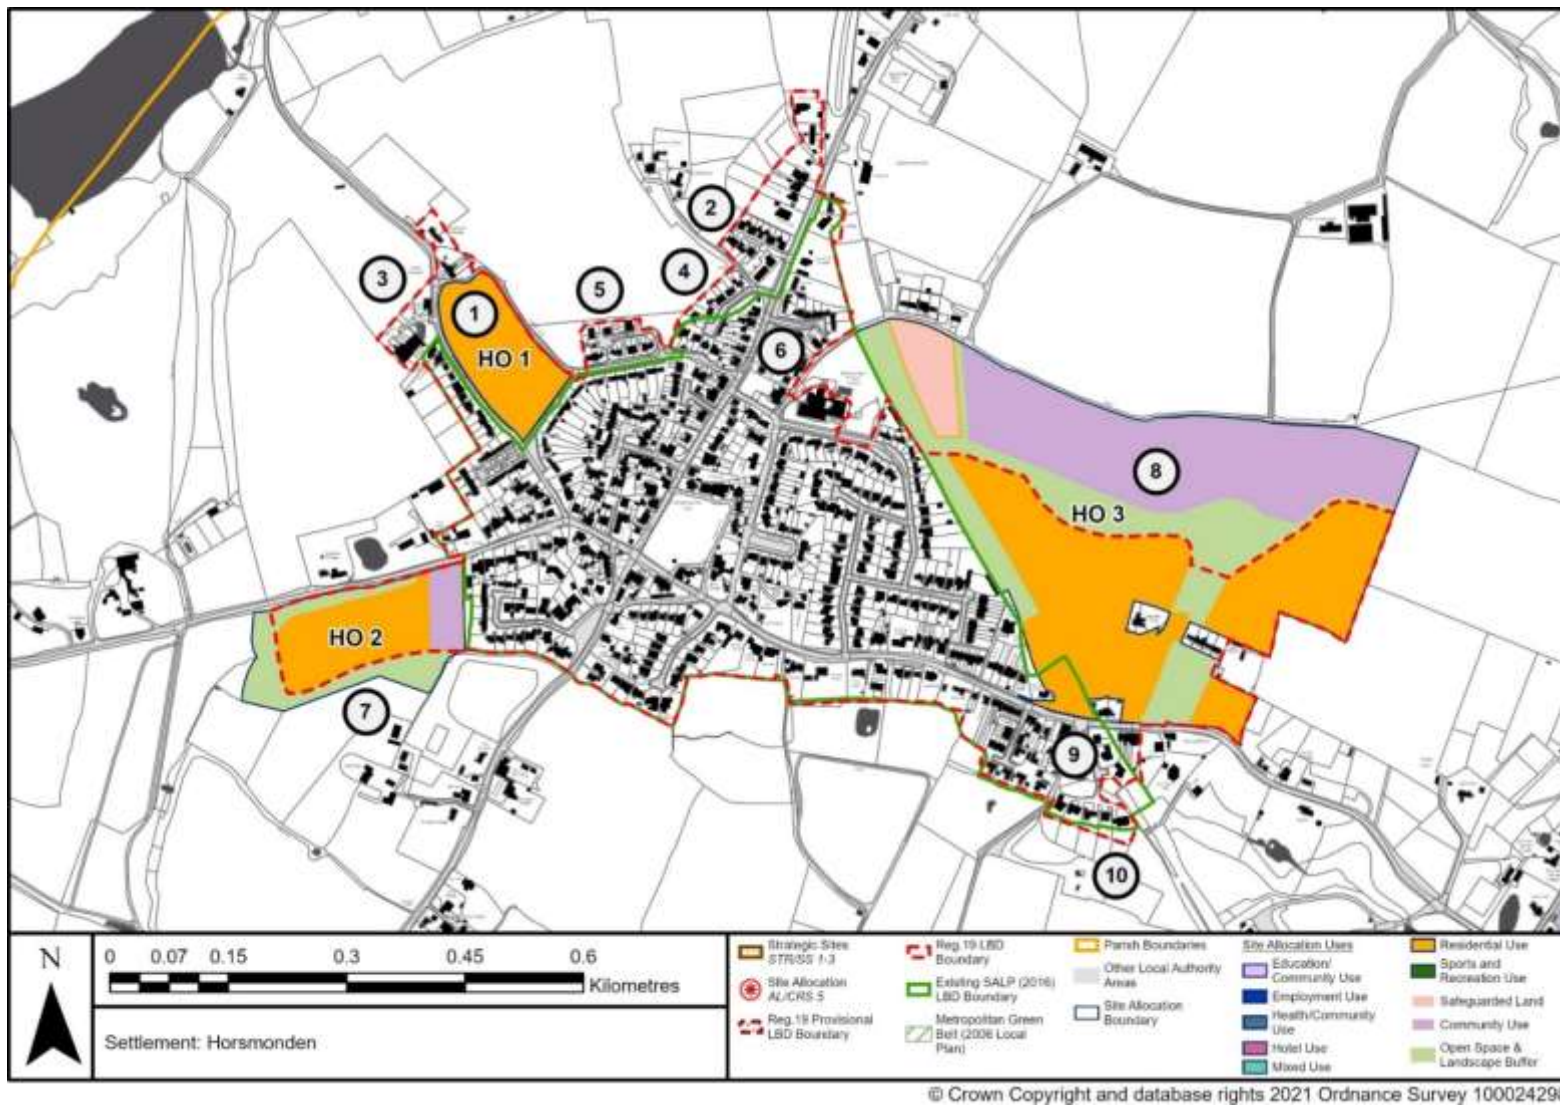 2
3
4
5
1
HO 1
6
8
HO 3
HO 2
7
9
10
N
0 0.07 0.15 0.3 0.45 0.6
Kilometres
Settlement: Horsmonden
Strategic Sites
STR/SS 1-3
Site Allocation
AL/CRS 5
Reg.19 Provisional
LBD Boundary
Reg.19 LBD
Boundary
Existing SALP (2016)
LBD Boundary
Metropolitan Green
Belt (2006 Local
Plan)
Parish Boundaries
Other Local Authority
Areas
Site Allocation
Boundary
Site Allocation Uses
Education/
Community Use
Employment Use
Health/Community
Use
Hotel Use
Mixed Use
Residential Use
Sports and
Recreation Use
Safeguarded Land
Community Use
Open Space &
Landscape Buffer
© Crown Copyright and database rights 2021 Ordnance Survey